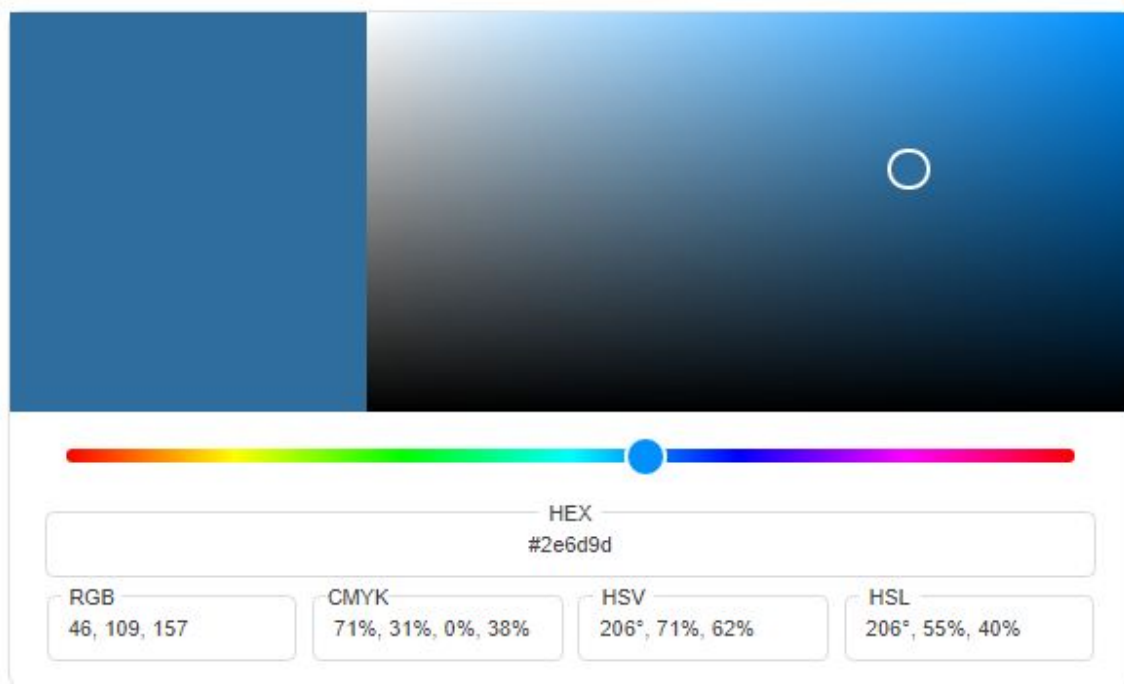 HEX
#2e6d9d
RGB
46, 109, 157
CMYK
71%, 31%, 0%, 38%
HSV
206°, 71%, 62%
HSL
206°, 55%, 40%